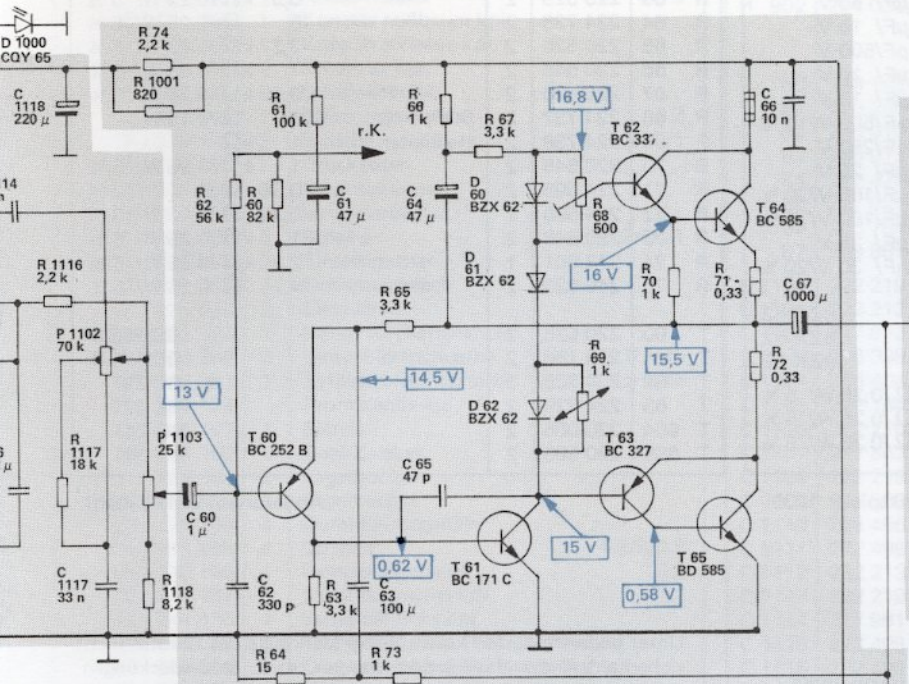 D 1000
CQY 65
R 74
2,2 k
R 1001
820
C
1118
220 µ
R
61
100 k
r.K.
R
66
1 k
R 67
3,3 k
16,8 V
T 62
BC 337
C
66
10 n
R
62
56 k
R
60
82 k
C
61
47 µ
C
64
47 µ
D
60
BZX 62
R
68
500
T 64
BC 585
D
61
BZX 62
16 V
R
70
1 k
R
71
0,33
C 67
1000 µ
R 1116
2,2 k
R 65
3,3 k
P 1102
70 k
15,5 V
R
72
0,33
13 V
14,5 V
R
69
1 k
D 62
BZX 62
R
1117
18 k
P 1103
25 k
T 60
BC 252 B
T 63
BC 327
C 65
47 p
C 60
1 µ
0,62 V
15 V
T 61
BC 171 C
T 65
BD 585
0,58 V
C
1117
33 n
R
1118
8,2 k
C
62
330 p
R
63
3,3 k
C
63
100 µ
R 64
15
R 73
1 k